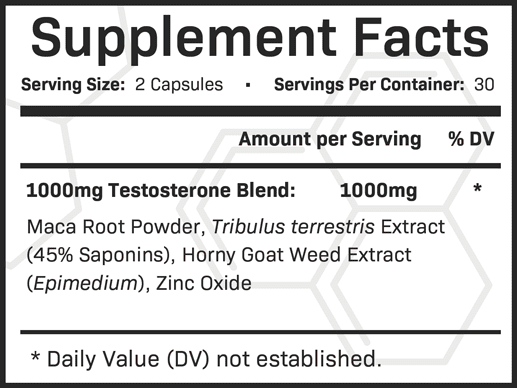 Supplement Facts
Serving Size: 2 Capsules ▪ Servings Per Container: 30
Amount per Serving % DV
1000mg Testosterone Blend: 1000mg *
Maca Root Powder, Tribulus terrestris Extract
(45% Saponins), Horny Goat Weed Extract
(Epimedium), Zinc Oxide
* Daily Value (DV) not established.